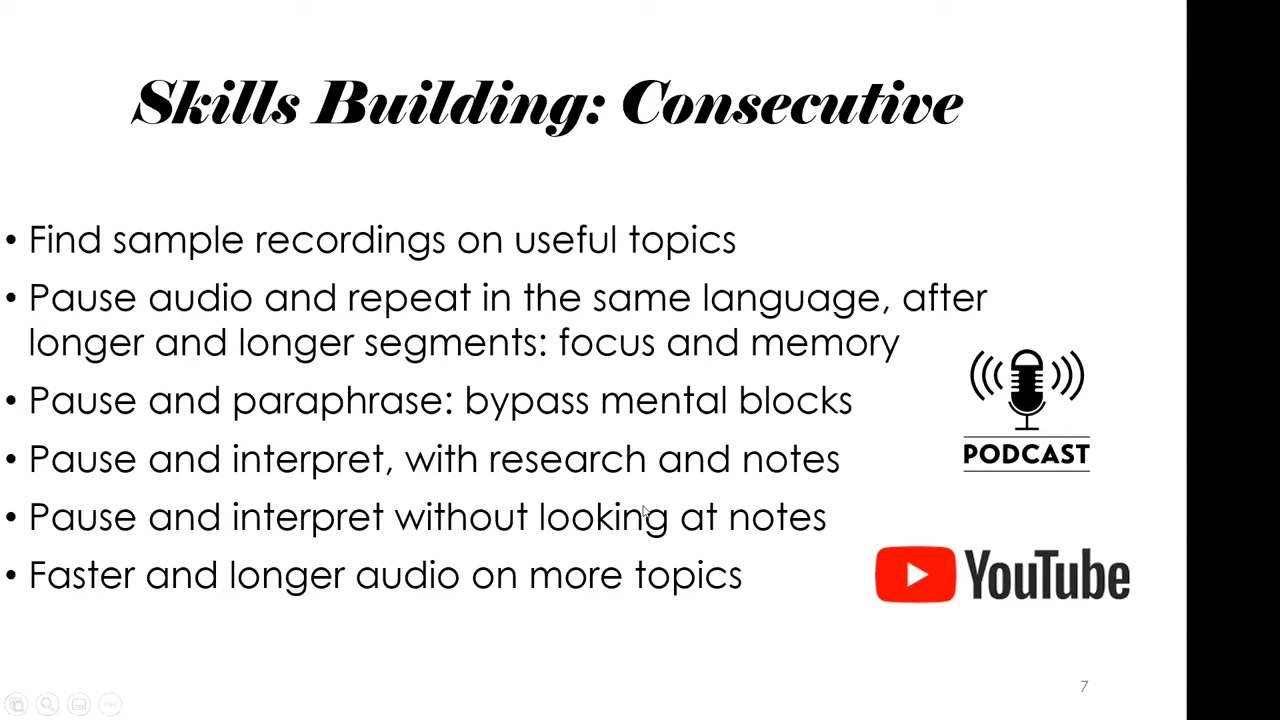 Skills Building: Consecutive
• Find sample recordings on useful topics
• Pause audio and repeat in the same language, after
longer and longer segments: focus and memory
• Pause and paraphrase: bypass mental blocks
• Pause and interpret, with research and notes
• Pause and interpret without looking at notes
• Faster and longer audio on more topics
PODCAST
YouTube
7